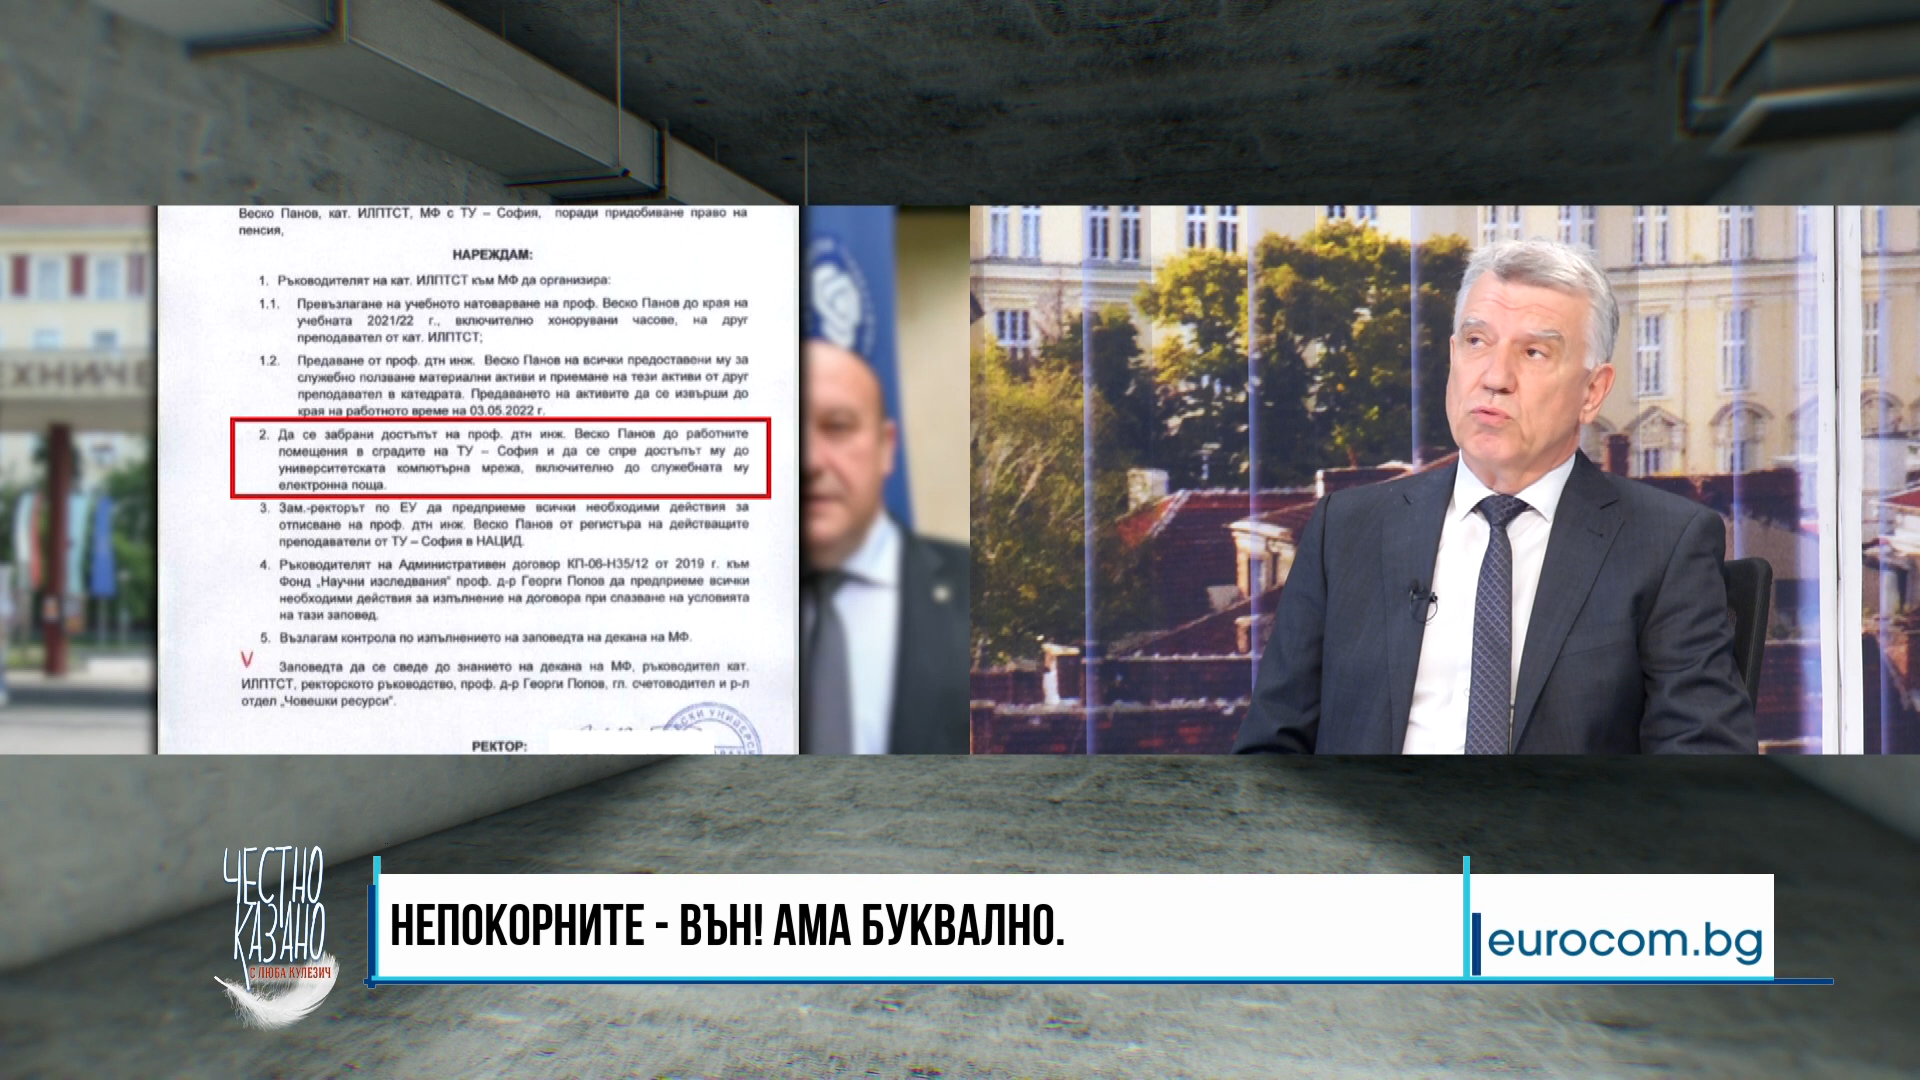 Веско Панов, кат. ИЛПТСТ, МФ с ТУ – София, поради придобиване право на
пенсия,
НАРЕЖДАМ:
1. Ръководителят на кат. ИЛПТСТ към МФ да организира:
1.1. Превъзлагане на учебното натоварване на проф. Веско Панов до края на
учебната 2021/22 г., включително хонорувани часове, на друг
преподавател от кат. ИЛПТСТ;
1.2. Предаване от проф. дтн инж. Веско Панов на всички предоставени му за
служебно ползване материални активи и приемане на тези активи от друг
преподавател в катедрата. Предаването на активите да се извърши до
края на работното време на 03.05.2022 г.
2. Да се забрани достъпът на проф. дтн инж. Веско Панов до работните
помещения в сградите на ТУ – София и да се спре достъпът му до
университетската компютърна мрежа, включително до служебната му
електронна поща.
3. Зам.-ректорът по ЕУ да предприеме всички необходими действия за
отписване на проф. дтн инж. Веско Панов от регистъра на действащите
преподаватели от ТУ – София в НАЦИД.
4. Ръководителят на Административен договор КП-06-Н35/12 от 2019 г. към
Фонд „Научни изследвания" проф. д-р Георги Попов да предприеме всички
необходими действия за изпълнение на договора при спазване на условията
на тази заповед.
5. Възлагам контрола по изпълнението на заповедта на декана на МФ.
V
Заповедта да се сведе до знанието на декана на МФ, ръководител кат.
ИЛПТСТ, ректорското ръководство, проф. д-р Георги Попов, гл. счетоводител и р-л
отдел „Човешки ресурси".
РЕКТОР:
ЕХНИЧЕ
ЧЕСТНО
КАЗАНО
С ЛЮБА КУЛЕЗИЧ
НЕПОКОРНИТЕ - ВЪН! АМА БУКВАЛНО.
eurocom.bg